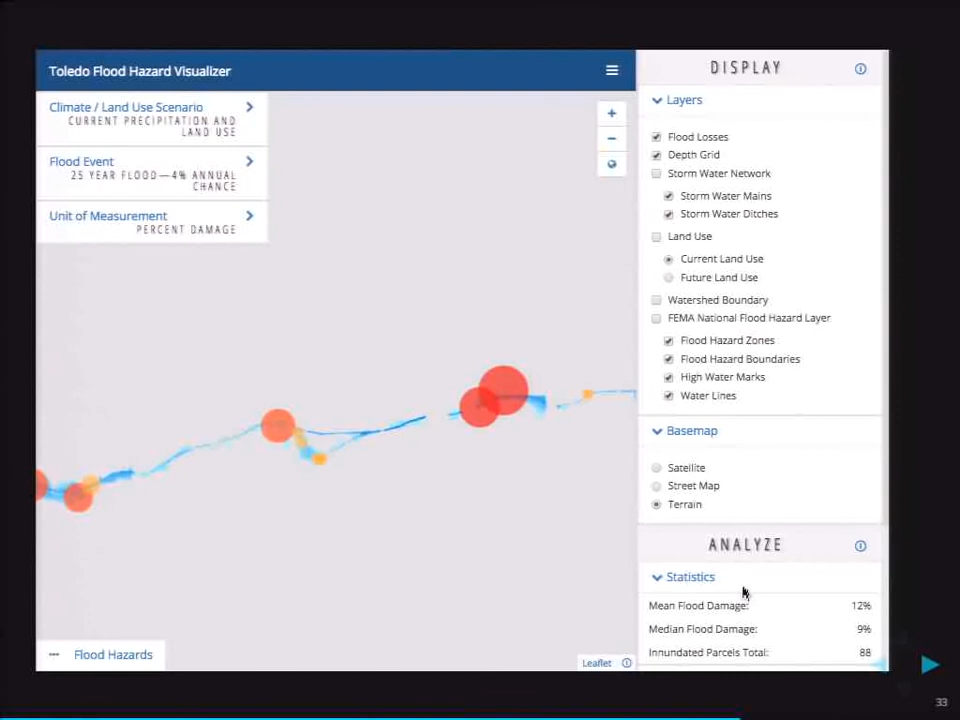 Toledo Flood Hazard Visualizer
Climate / Land Use Scenario
CURRENT PRECIPITATION AND
LAND USE
Flood Event
25 YEAR FLOOD—4% ANNUAL
CHANCE
Unit of Measurement
PERCENT DAMAGE
+
−
Flood Hazards
Leaflet
DISPLAY
Layers
Flood Losses
Depth Grid
Storm Water Network
Storm Water Mains
Storm Water Ditches
Land Use
Current Land Use
Future Land Use
Watershed Boundary
FEMA National Flood Hazard Layer
Flood Hazard Zones
Flood Hazard Boundaries
High Water Marks
Water Lines
Basemap
Satellite
Street Map
Terrain
ANALYZE
Statistics
Mean Flood Damage: 12%
Median Flood Damage: 9%
Innundated Parcels Total: 88
33